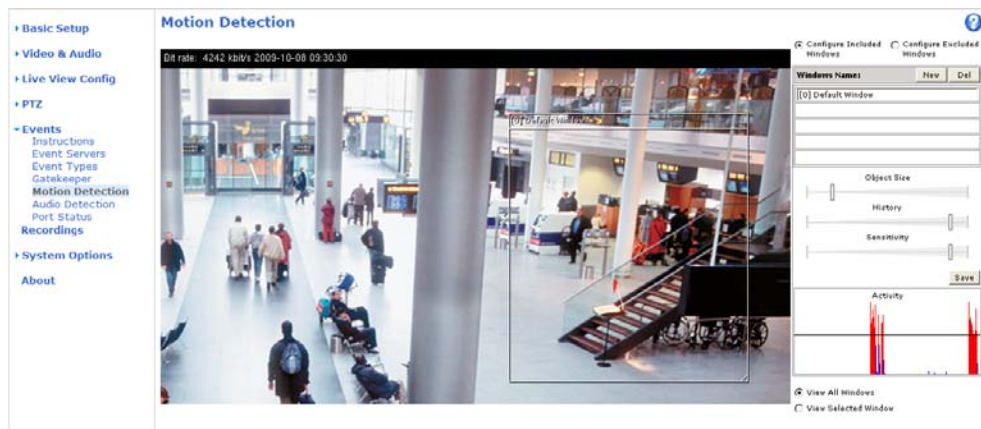 Motion Detection
Basic Setup
Video & Audio
Live View Config
PTZ
Events
Instructions
Event Servers
Event Types
Gatekeeper
Motion Detection
Audio Detection
Port Status
Recordings
System Options
About
Bit rate: 4242 kbit/s 2009-10-08 09:30:30
[0] Default Window
Configure Included Windows
Configure Excluded Windows
Windows Names:
New
Del
[0] Default Window
Object Size
History
Sensitivity
Save
Activity
View All Windows
View Selected Window